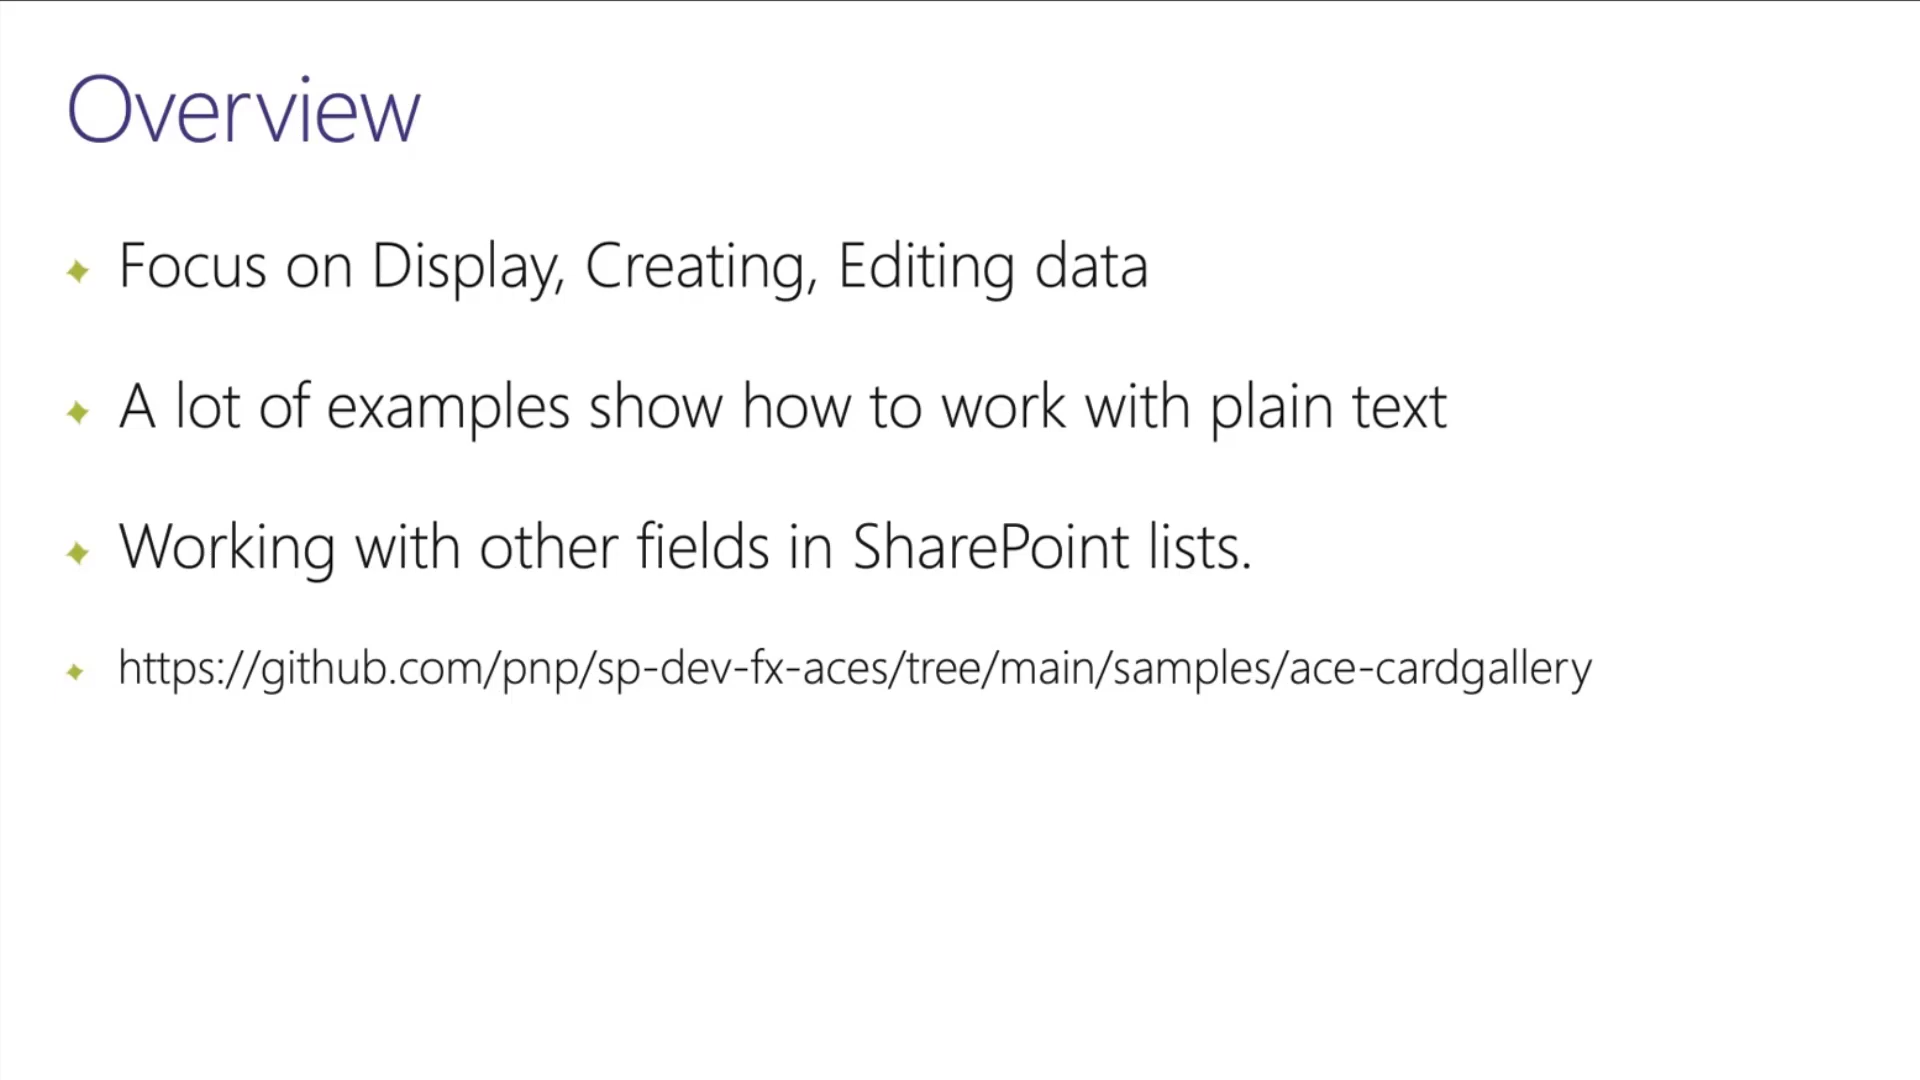 Overview
Focus on Display, Creating, Editing data
A lot of examples show how to work with plain text
Working with other fields in SharePoint lists.
https://github.com/pnp/sp-dev-fx-aces/tree/main/samples/ace-cardgallery